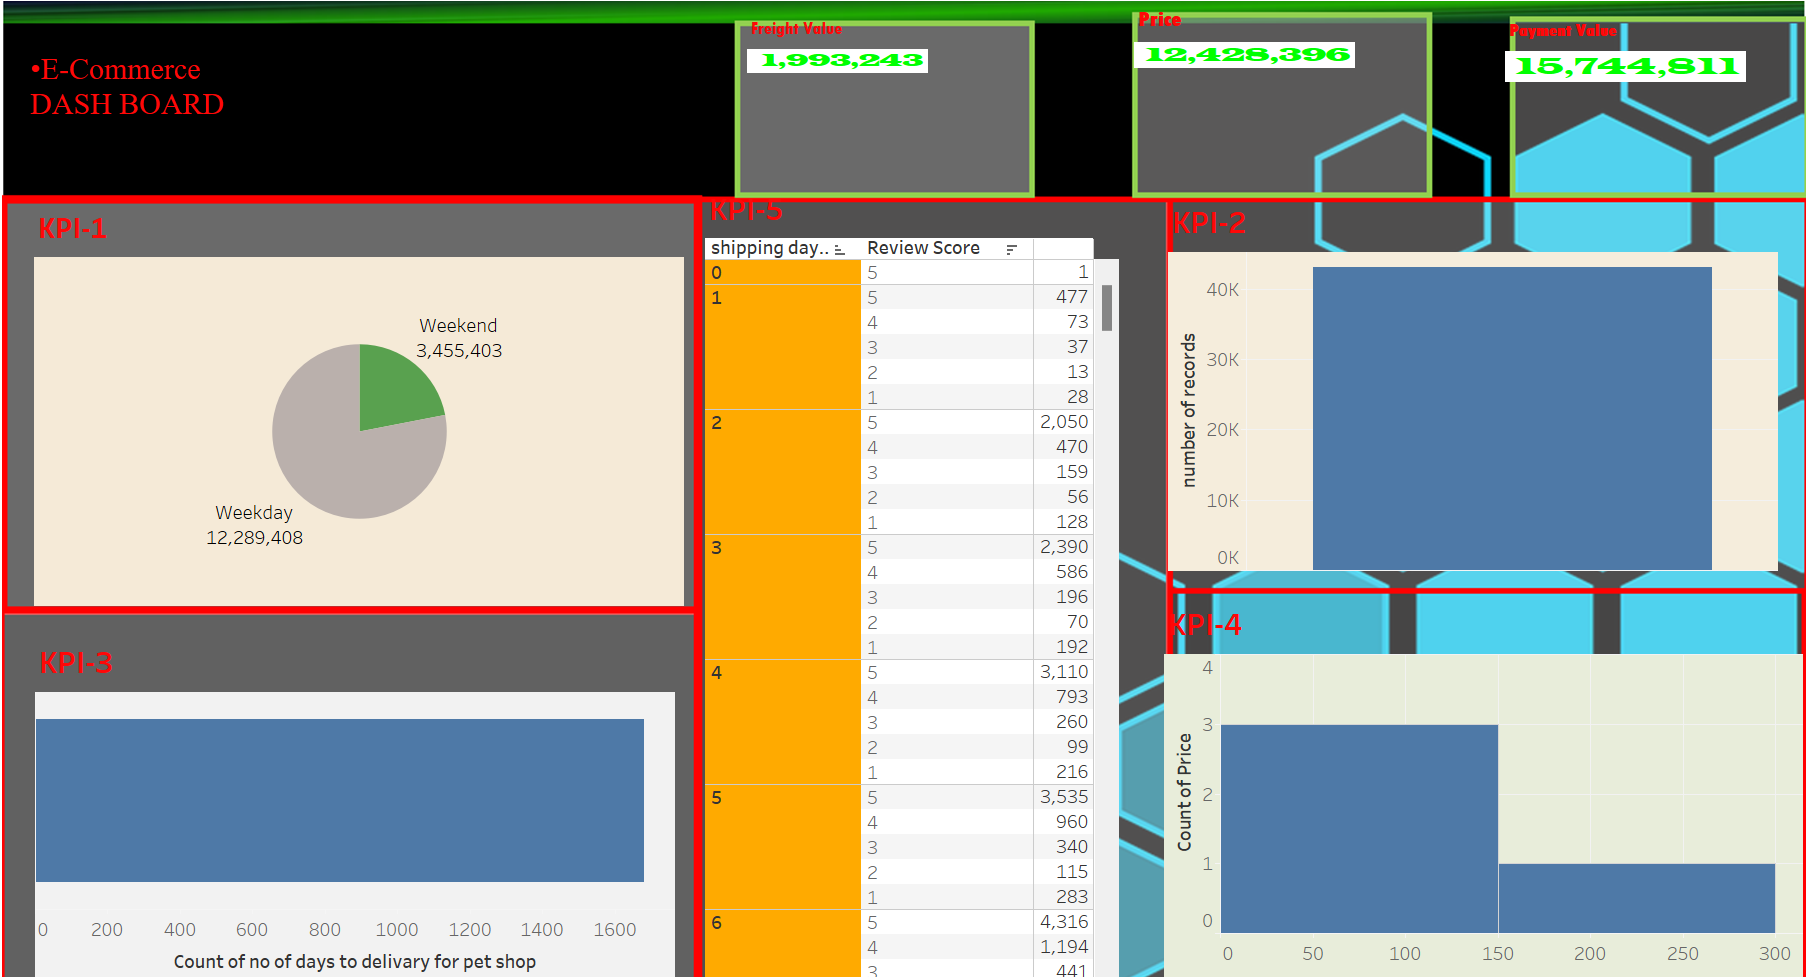 •E-Commerce
DASH BOARD
Freight Value
1,993,243
Price
12,428,396
Payment Value
15,744,811
KPI-1
Weekend
3,455,403
Weekday
12,289,408
KPI-3
0 200 400 600 800 1000 1200 1400 1600
Count of no of days to delivary for pet shop
KPI-5
shipping day.. Review Score
0 5 1
1 5 477
4 73
3 37
2 13
1 28
2 5 2,050
4 470
3 159
2 56
1 128
3 5 2,390
4 586
3 196
2 70
1 192
4 5 3,110
4 793
3 260
2 99
1 216
5 5 3,535
4 960
3 340
2 115
1 283
6 5 4,316
4 1,194
3 441
KPI-2
number of records
40K
30K
20K
10K
0K
KPI-4
Count of Price
4
3
2
1
0
0 50 100 150 200 250 300